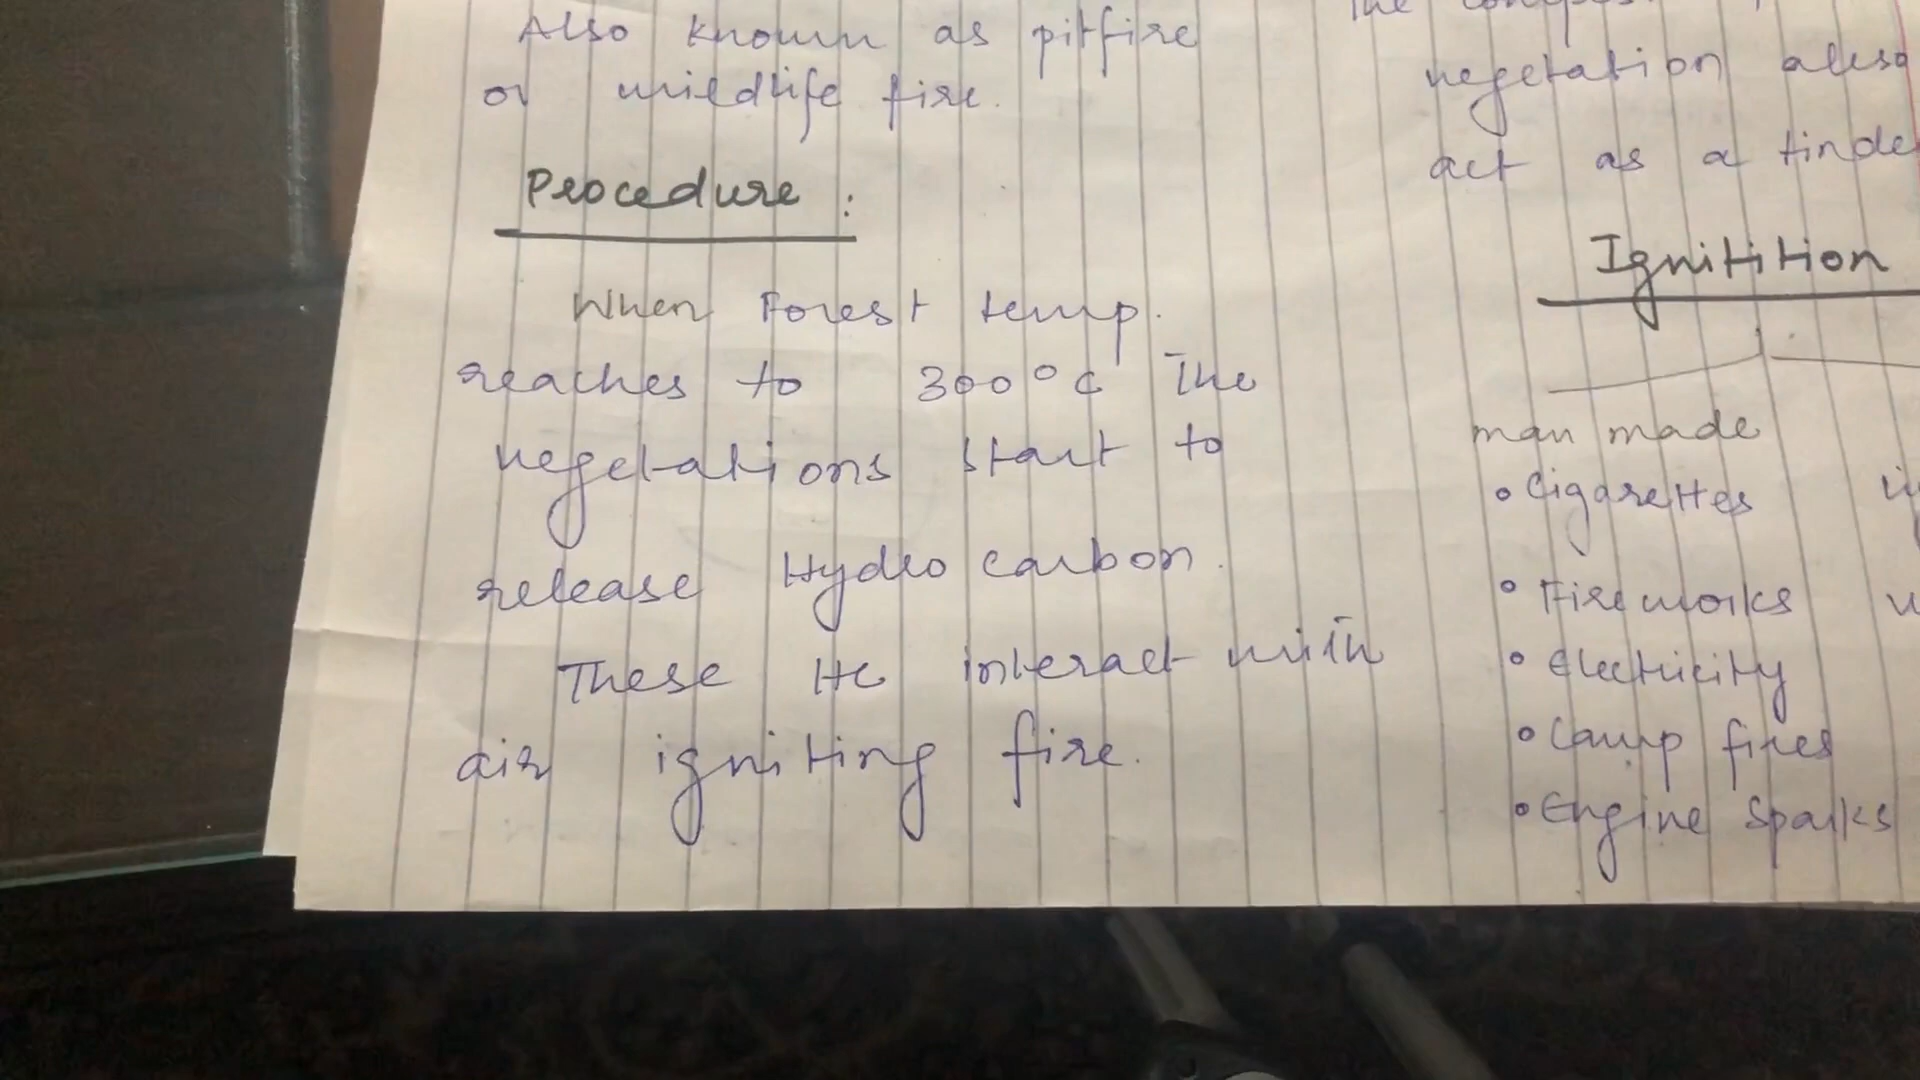 Also known as pitfire
or wildlife fire.
Procedure :
When Forest temp.
reaches to 300°c The
vegetations start to
release Hydro carbon.
These Hc interact with
air igniting fire.
The
vegetation also
act as a
Ignitition
man made
• Cigarettes
• Fireworks
• Electricity
• Camp fires
• Engine Sparks